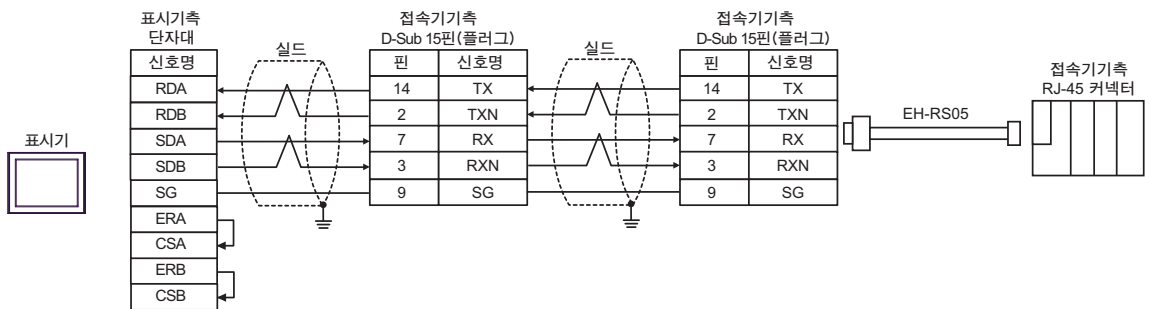 표시기
표시기측
단자대
신호명
RDA
RDB
SDA
SDB
SG
ERA
CSA
ERB
CSB
실드
접속기기측
D-Sub 15핀(플러그)
핀 신호명
14 TX
2 TXN
7 RX
3 RXN
9 SG
실드
접속기기측
D-Sub 15핀(플러그)
핀 신호명
14 TX
2 TXN
7 RX
3 RXN
9 SG
EH-RS05
접속기기측
RJ-45 커넥터